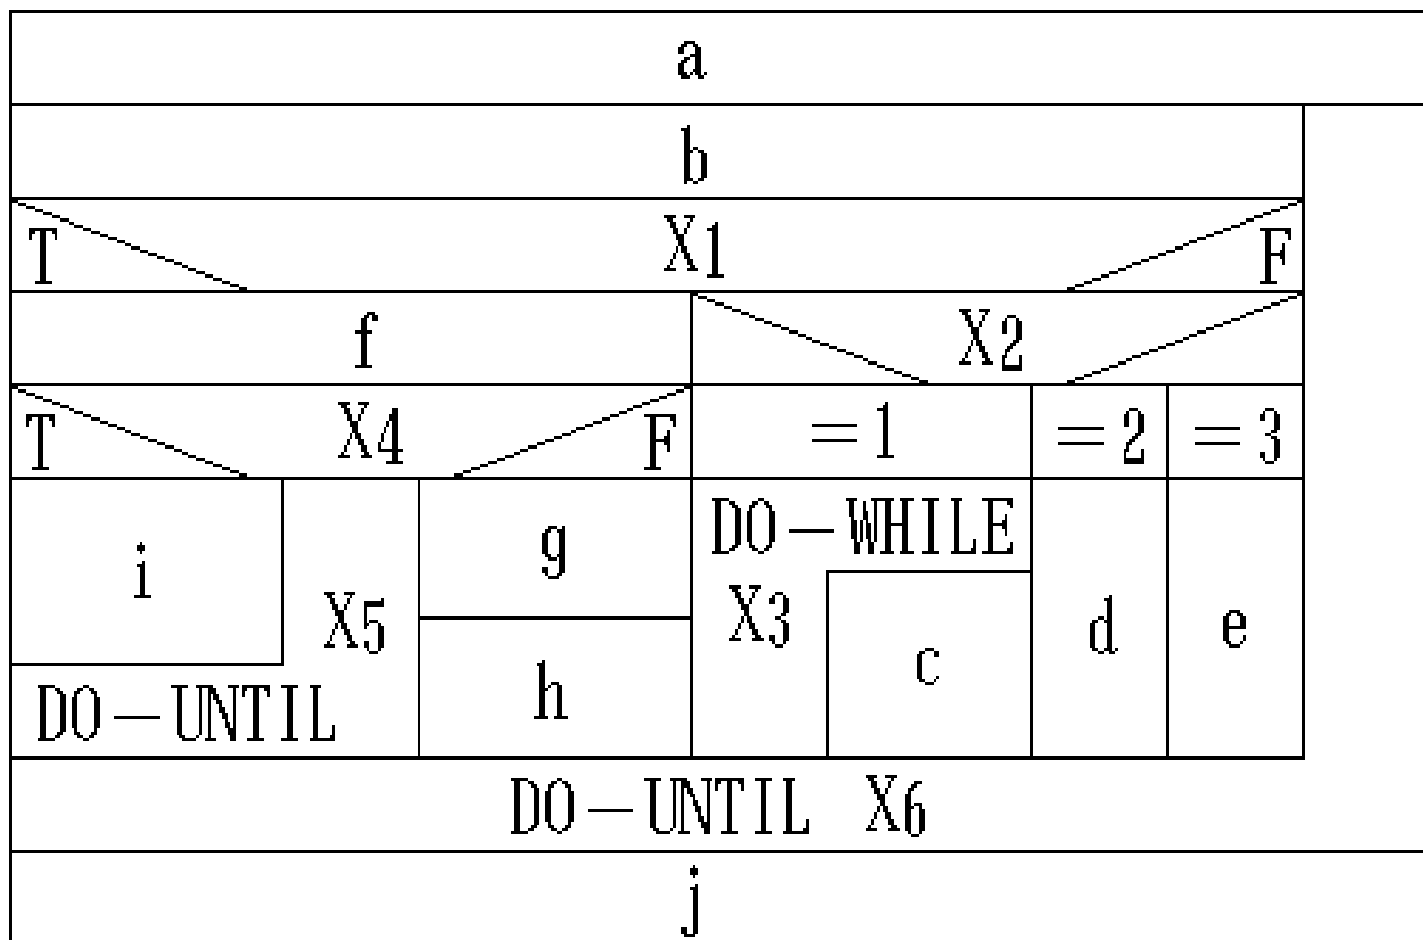 a
b
T X1 F
f X2
T X4 F =1 =2 =3
i X5 g DO-WHILE X3 c d e
DO-UNTIL h
DO-UNTIL X6
j